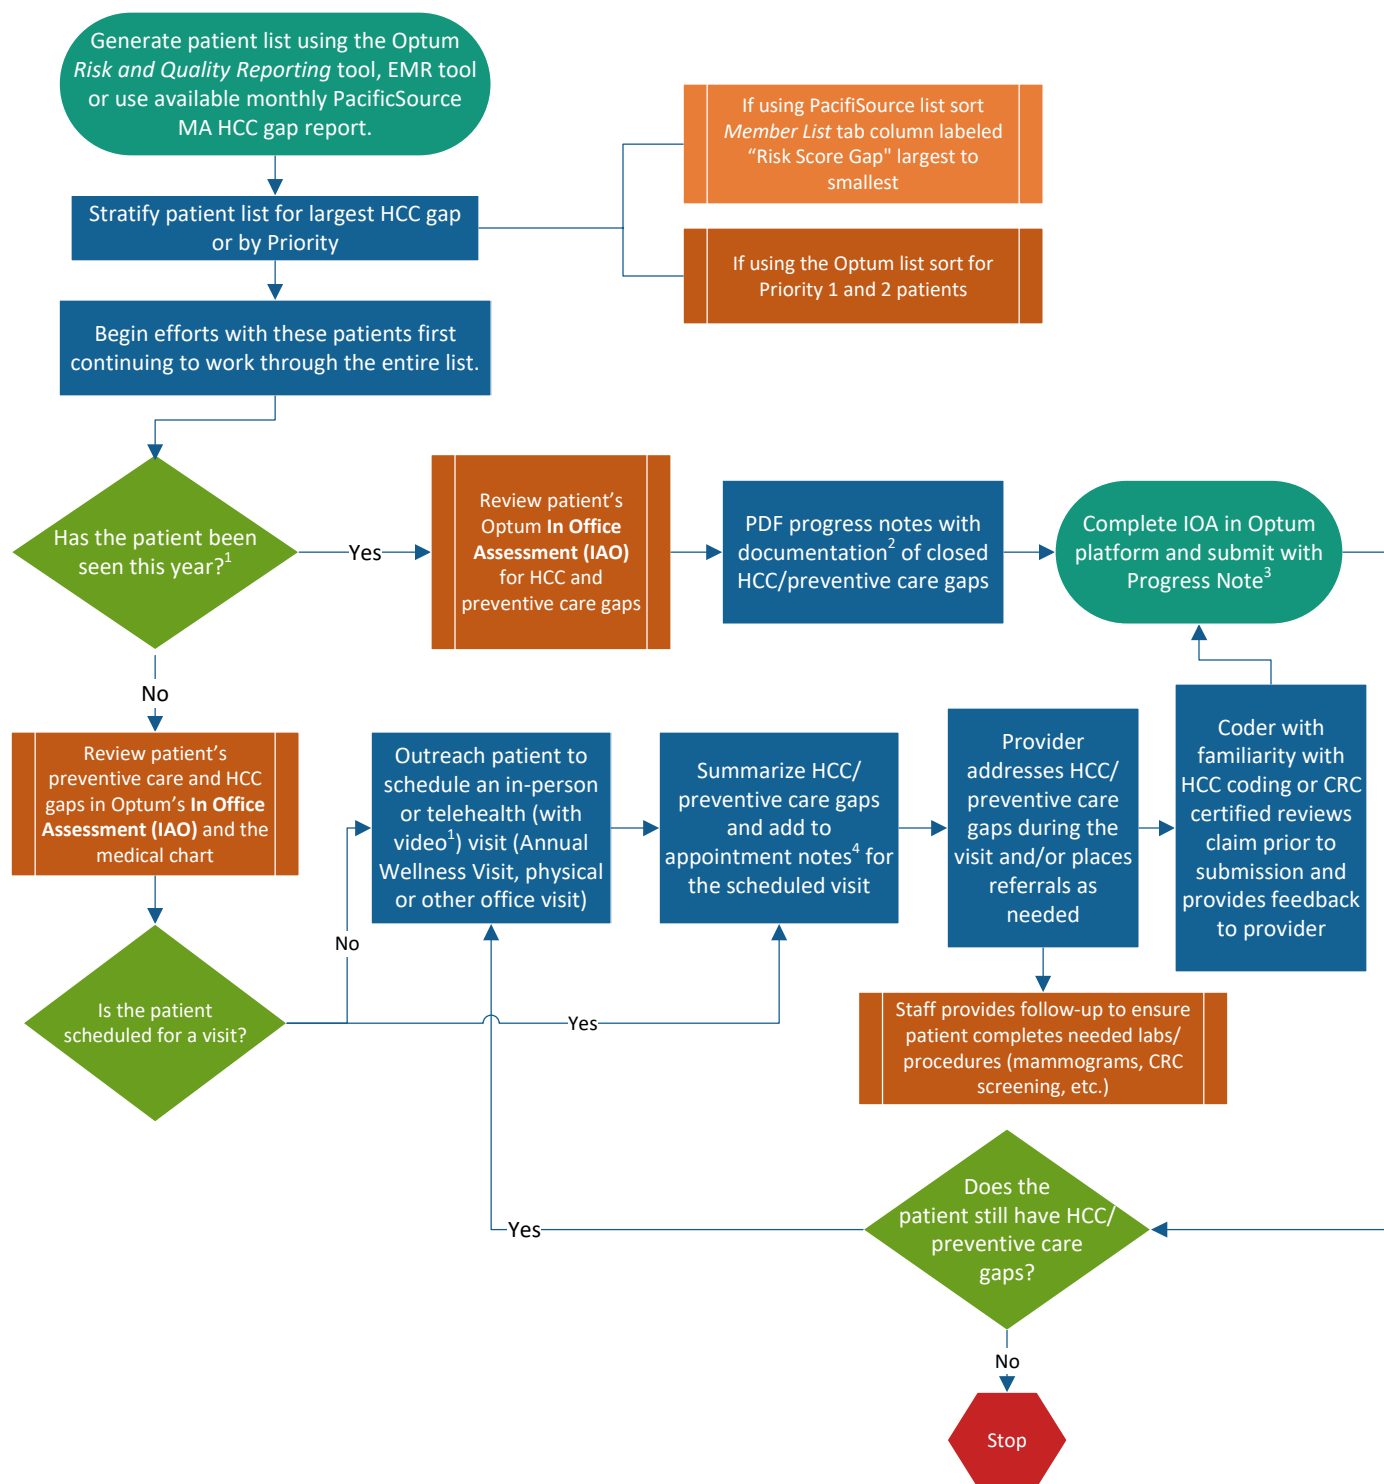 Generate patient list using the Optum
Risk and Quality Reporting tool, EMR tool
or use available monthly PacificSource
MA HCC gap report.
If using PacifiSource list sort
Member List tab column labeled
“Risk Score Gap" largest to
smallest
Stratify patient list for largest HCC gap
or by Priority
If using the Optum list sort for
Priority 1 and 2 patients
Begin efforts with these patients first
continuing to work through the entire list.
Has the patient been
seen this year?1
Yes
Review patient’s
Optum In Office
Assessment (IAO)
for HCC and
preventive care gaps
PDF progress notes with
documentation2 of closed
HCC/preventive care gaps
Complete IOA in Optum
platform and submit with
Progress Note3
No
Review patient’s
preventive care and HCC
gaps in Optum’s In Office
Assessment (IAO) and the
medical chart
Outreach patient to
schedule an in-person
or telehealth (with
video1) visit (Annual
Wellness Visit, physical
or other office visit)
Summarize HCC/
preventive care gaps
and add to
appointment notes4 for
the scheduled visit
Provider
addresses HCC/
preventive care
gaps during the
visit and/or places
referrals as
needed
Coder with
familiarity with
HCC coding or CRC
certified reviews
claim prior to
submission and
provides feedback
to provider
No
Is the patient
scheduled for a visit?
Yes
Staff provides follow-up to ensure
patient completes needed labs/
procedures (mammograms, CRC
screening, etc.)
Does the
patient still have HCC/
preventive care
gaps?
Yes
No
Stop